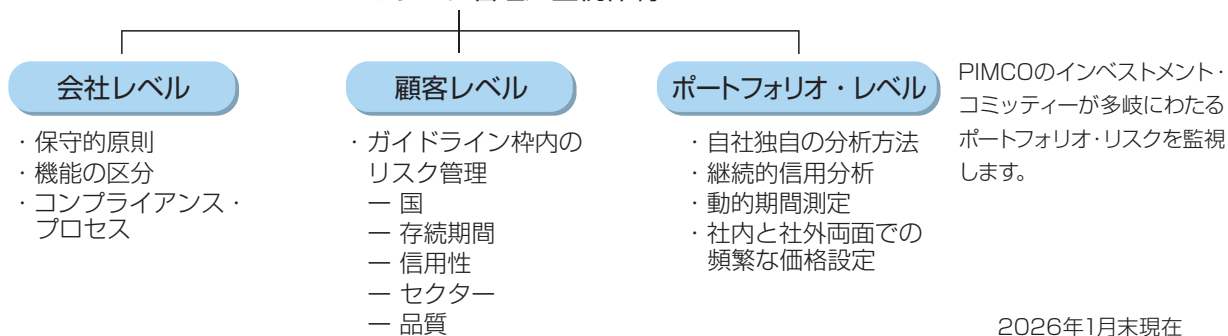 会社レベル
・保守的原則
・機能の区分
・コンプライアンス・
プロセス
顧客レベル
・ガイドライン枠内の
リスク管理
― 国
― 存続期間
― 信用性
― セクター
― 品質
ポートフォリオ・レベル
・自社独自の分析方法
・継続的信用分析
・動的期間測定
・社内と社外両面での
頻繁な価格設定
PIMCOのインベストメント・
コミッティーが多岐にわたる
ポートフォリオ・リスクを監視
します。
2026年1月末現在